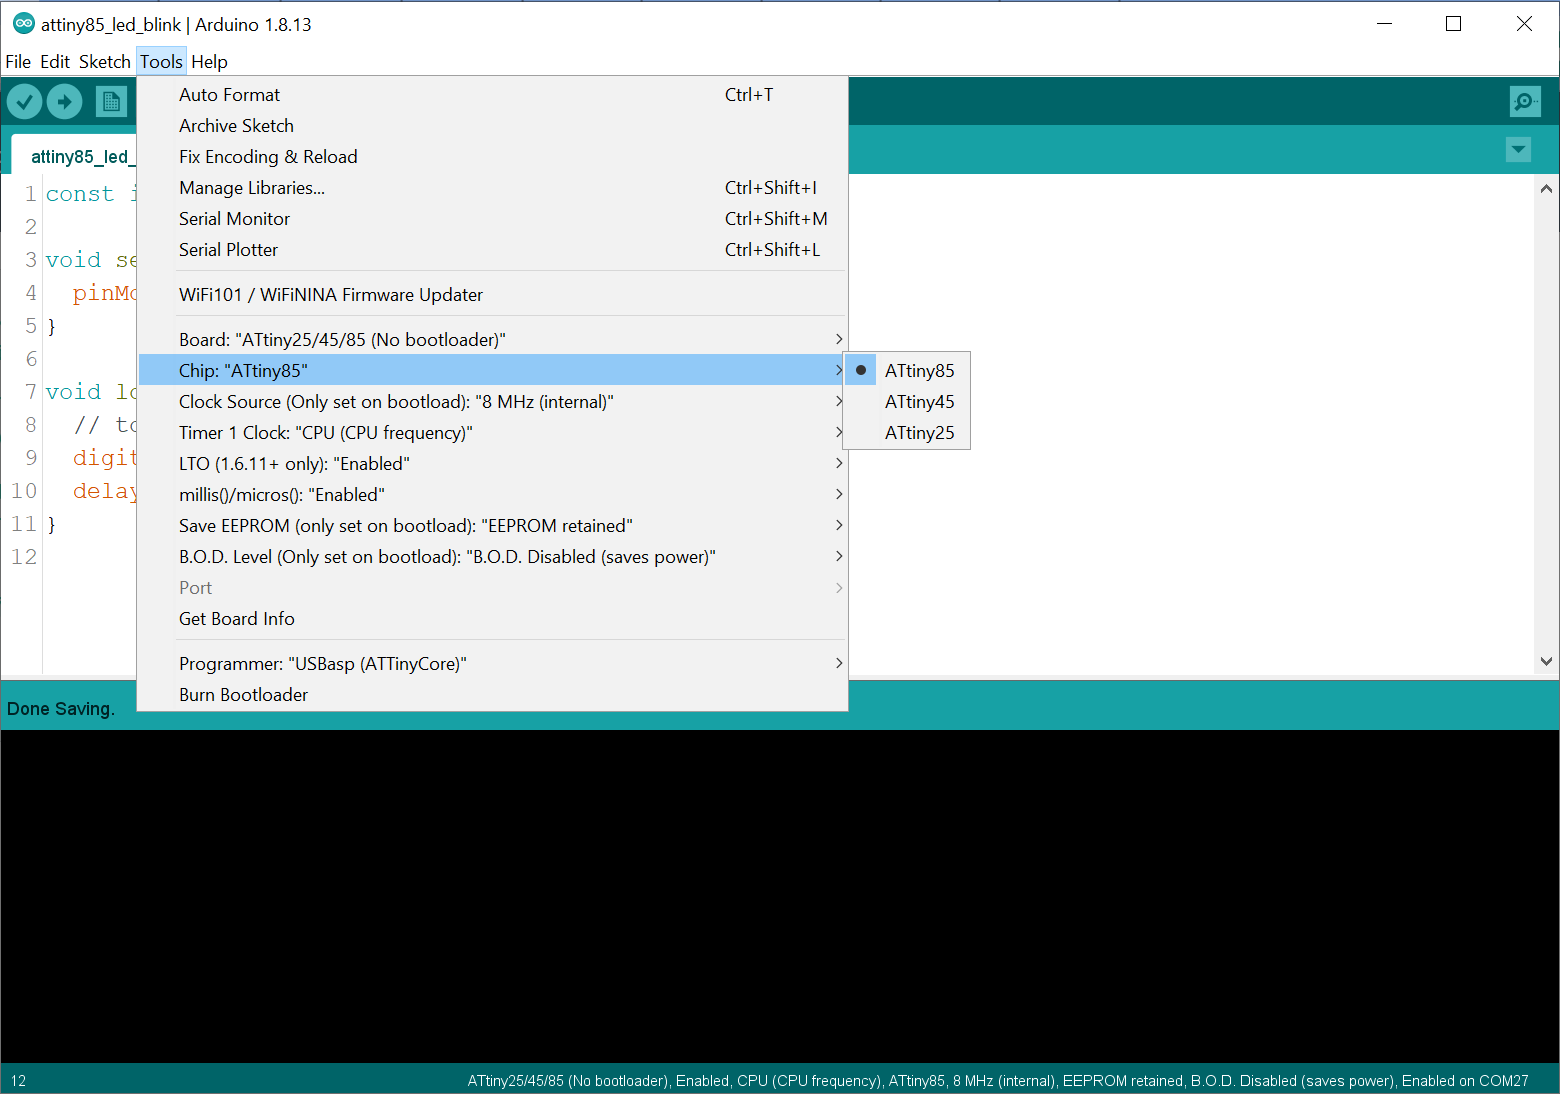 attiny85_led_blink | Arduino 1.8.13
File Edit Sketch Tools Help
Auto Format Ctrl+T
Archive Sketch
Fix Encoding & Reload
Manage Libraries... Ctrl+Shift+I
Serial Monitor Ctrl+Shift+M
Serial Plotter Ctrl+Shift+L
WiFi101 / WiFiNINA Firmware Updater
Board: "ATtiny25/45/85 (No bootloader)"
Chip: "ATtiny85"
Clock Source (Only set on bootload): "8 MHz (internal)"
Timer 1 Clock: "CPU (CPU frequency)"
LTO (1.6.11+ only): "Enabled"
millis()/micros(): "Enabled"
Save EEPROM (only set on bootload): "EEPROM retained"
B.O.D. Level (Only set on bootload): "B.O.D. Disabled (saves power)"
Port
Get Board Info
Programmer: "USBasp (ATTinyCore)"
Burn Bootloader
ATtiny85
ATtiny45
ATtiny25
attiny85_led_
1 const i
2
3 void se
4 pinMo
5 }
6
7 void lo
8 // to
9 digit
10 delay
11 }
12
Done Saving.
12 ATtiny25/45/85 (No bootloader), Enabled, CPU (CPU frequency), ATtiny85, 8 MHz (internal), EEPROM retained, B.O.D. Disabled (saves power), Enabled on COM27